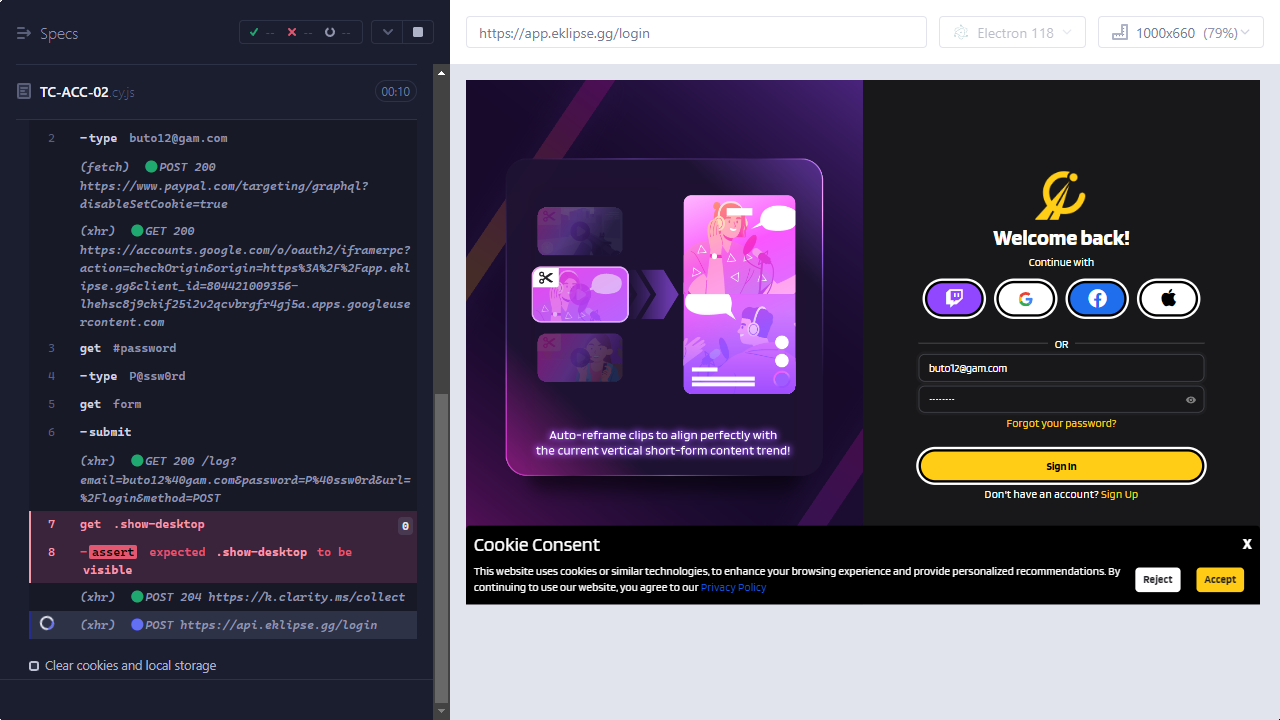 Specs
-- -- --
TC-ACC-02 cy.js
00:10
2 -type buto12@gam.com
(fetch) POST 200
https://www.paypal.com/targeting/graphql?
disableSetCookie=true
(xhr) GET 200
https://accounts.google.com/o/oauth2/iframerpc?
action=checkOrigin&origin=https%3A%2F%2Fapp.ekl
ipse.gg&client_id=804421009356-
lhehsc8j9ckif25i2v2qcvbrgfr4gj5a.apps.googleuse
rcontent.com
3 get #password
4 -type P@ssw0rd
5 get form
6 -submit
(xhr) GET 200 /log?
email=buto12%40gam.com&password=P%40ssw0rd&url=
%2Flogin&method=POST
7 get .show-desktop 0
8 -assert expected .show-desktop to be
visible
(xhr) POST 204 https://k.clarity.ms/collect
(xhr) POST https://api.eklipse.gg/login
Clear cookies and local storage
https://app.eklipse.gg/login
Electron 118
1000x660 (79%)
Auto-reframe clips to align perfectly with
the current vertical short-form content trend!
Welcome back!
Continue with
OR
buto12@gam.com
--------
Forgot your password?
Sign In
Don't have an account? Sign Up
Cookie Consent
X
This website uses cookies or similar technologies, to enhance your browsing experience and provide personalized recommendations. By
continuing to use our website, you agree to our Privacy Policy
Reject
Accept